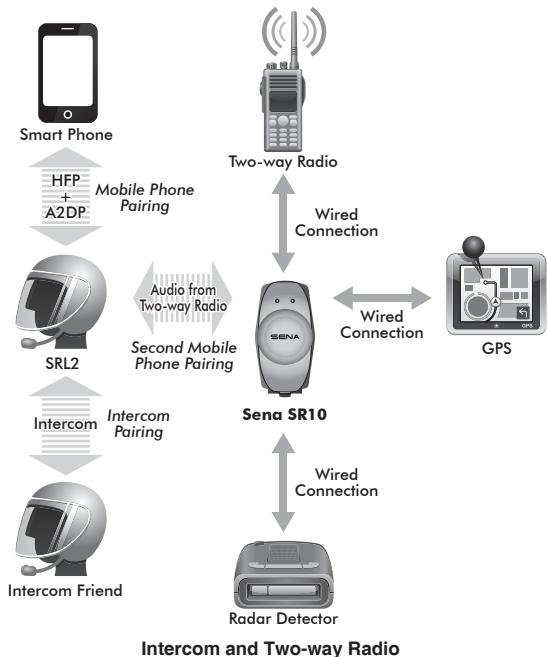 Smart Phone
Two-way Radio
HFP
+
A2DP
Mobile Phone
Pairing
Wired
Connection
Audio from
Two-way Radio
SENA
Wired
Connection
GPS
GPS
SRL2
Second Mobile
Phone Pairing
Sena SR10
Intercom
Intercom
Pairing
Wired
Connection
Intercom Friend
Radar Detector
Intercom and Two-way Radio